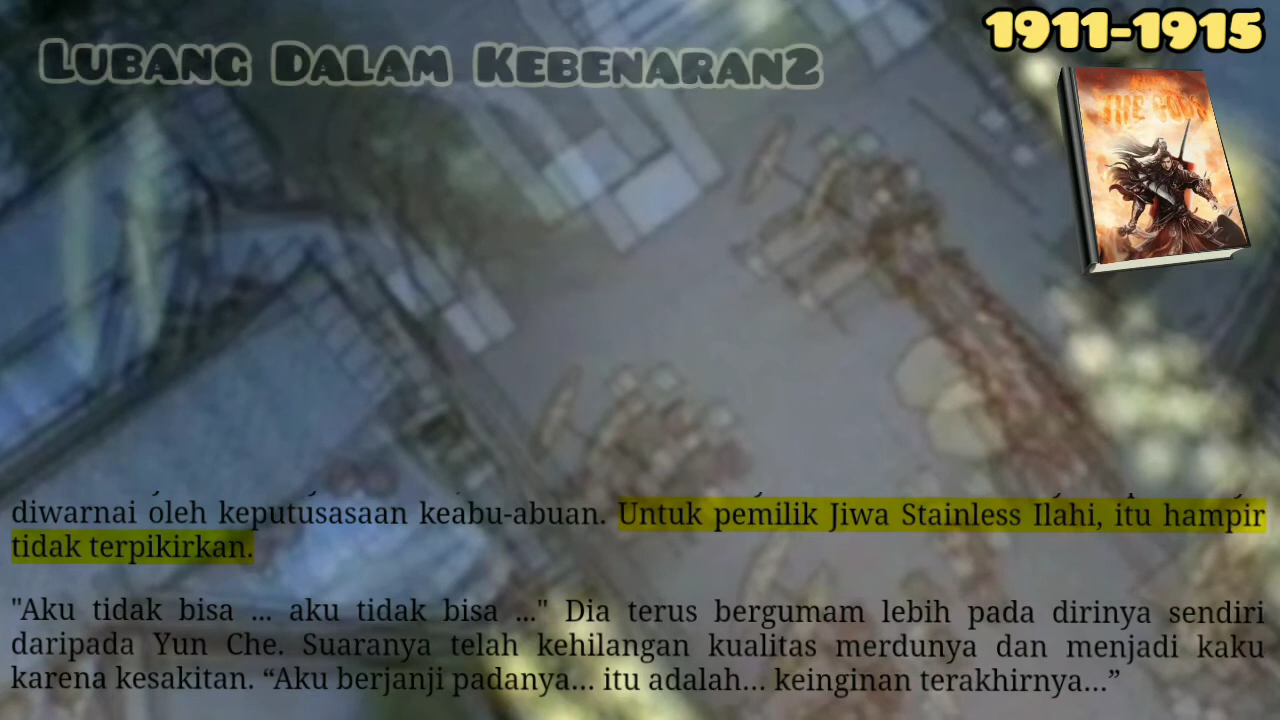 1911-1915
Lubang Dalam Kebenaran2
THE GODS
diwarnai oleh keputusasaan keabu-abuan. Untuk pemilik Jiwa Stainless Ilahi, itu hampir
tidak terpikirkan.
"Aku tidak bisa ... aku tidak bisa ..." Dia terus bergumam lebih pada dirinya sendiri
daripada Yun Che. Suaranya telah kehilangan kualitas merdunya dan menjadi kaku
karena kesakitan. “Aku berjanji padanya... itu adalah... keinginan terakhirnya...”